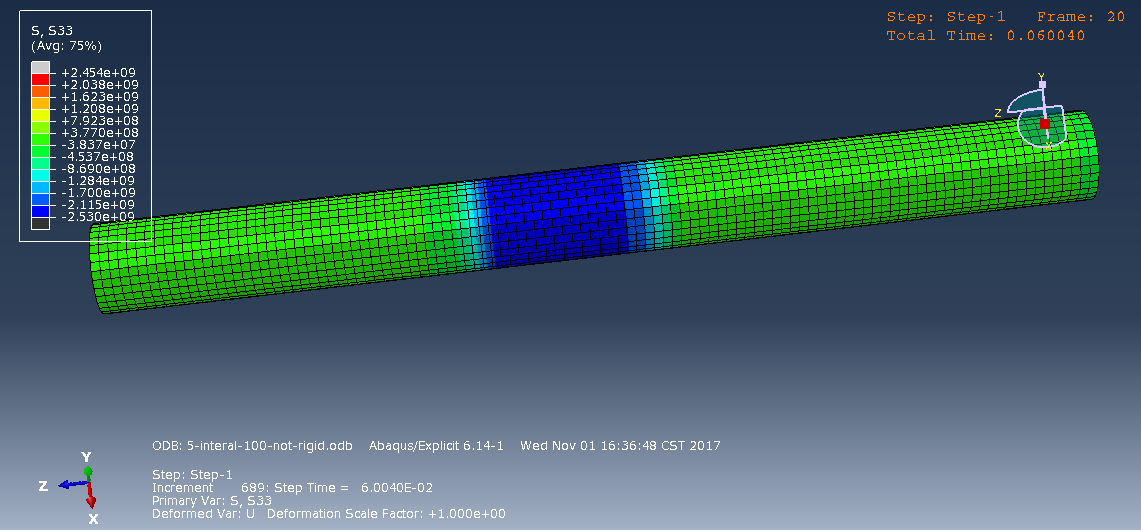 S, S33
(Avg: 75%)
+2.454e+09
+2.038e+09
+1.623e+09
+1.208e+09
+7.923e+08
+3.770e+08
-3.837e+07
-4.537e+08
-8.690e+08
-1.284e+09
-1.700e+09
-2.115e+09
-2.530e+09
Step: Step-1 Frame: 20
Total Time: 0.060040
Y
Z
ODB: 5-interal-100-not-rigid.odb Abaqus/Explicit 6.14-1 Wed Nov 01 16:36:48 CST 2017
Step: Step-1
Increment 689: Step Time = 6.0040E-02
Primary Var: S, S33
Deformed Var: U Deformation Scale Factor: +1.000e+00
Y
Z
X